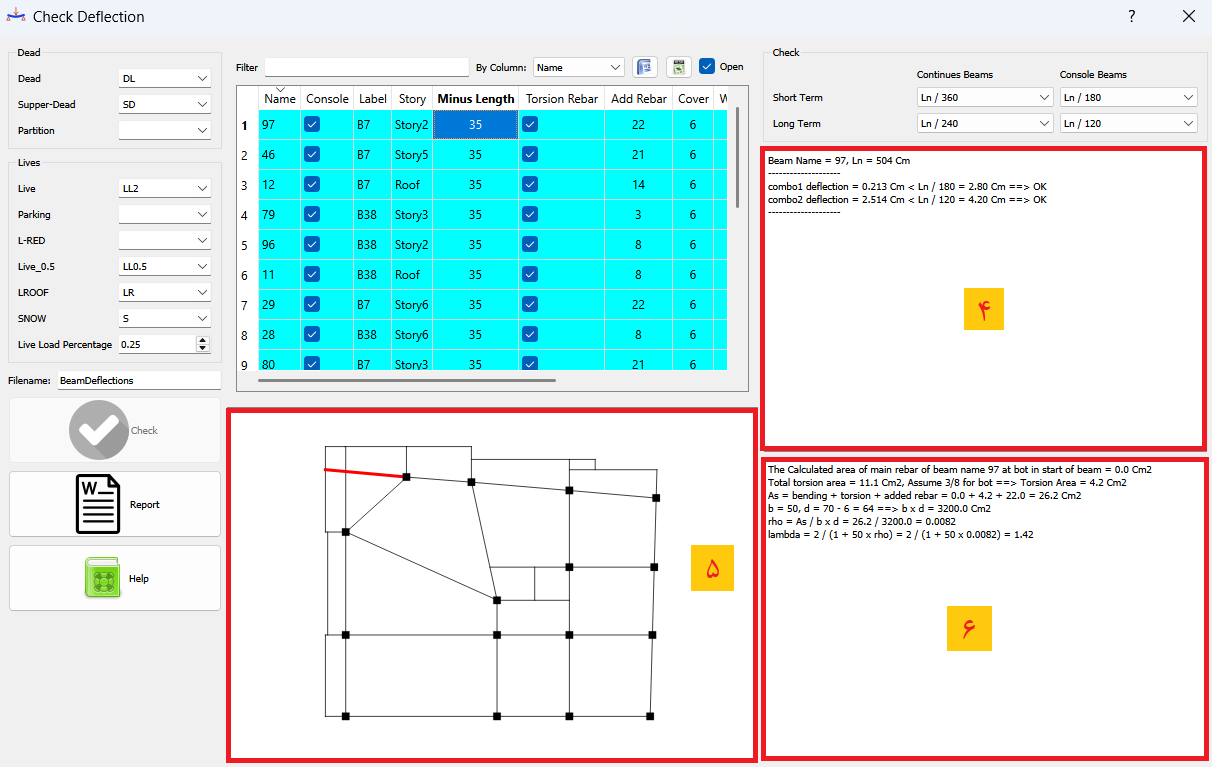 Check Deflection
?
Dead
Dead DL
Supper-Dead SD
Partition
Lives
Live LL2
Parking
L-RED
Live_0.5 LL0.5
LROOF LR
SNOW S
Live Load Percentage 0.25
Filename: BeamDeflections
Check
Report
Help
Filter By Column: Name Open
Name Console Label Story Minus Length Torsion Rebar Add Rebar Cover
1 97 B7 Story2 35 22 6
2 46 B7 Story5 35 21 6
3 12 B7 Roof 35 14 6
4 79 B38 Story3 35 3 6
5 96 B38 Story2 35 8 6
6 11 B38 Roof 35 8 6
7 29 B7 Story6 35 22 6
8 28 B38 Story6 35 8 6
9 80 B7 Story3 35 21 6
۵
Check
Continues Beams Console Beams
Short Term Ln / 360 Ln / 180
Long Term Ln / 240 Ln / 120
Beam Name = 97, Ln = 504 Cm
--------------------
combo1 deflection = 0.213 Cm < Ln / 180 = 2.80 Cm ==> OK
combo2 deflection = 2.514 Cm < Ln / 120 = 4.20 Cm ==> OK
--------------------
۴
The Calculated area of main rebar of beam name 97 at bot in start of beam = 0.0 Cm2
Total torsion area = 11.1 Cm2, Assume 3/8 for bot ==> Torsion Area = 4.2 Cm2
As = bending + torsion + added rebar = 0.0 + 4.2 + 22.0 = 26.2 Cm2
b = 50, d = 70 - 6 = 64 ==> b x d = 3200.0 Cm2
rho = As / b x d = 26.2 / 3200.0 = 0.0082
lambda = 2 / (1 + 50 x rho) = 2 / (1 + 50 x 0.0082) = 1.42
۶